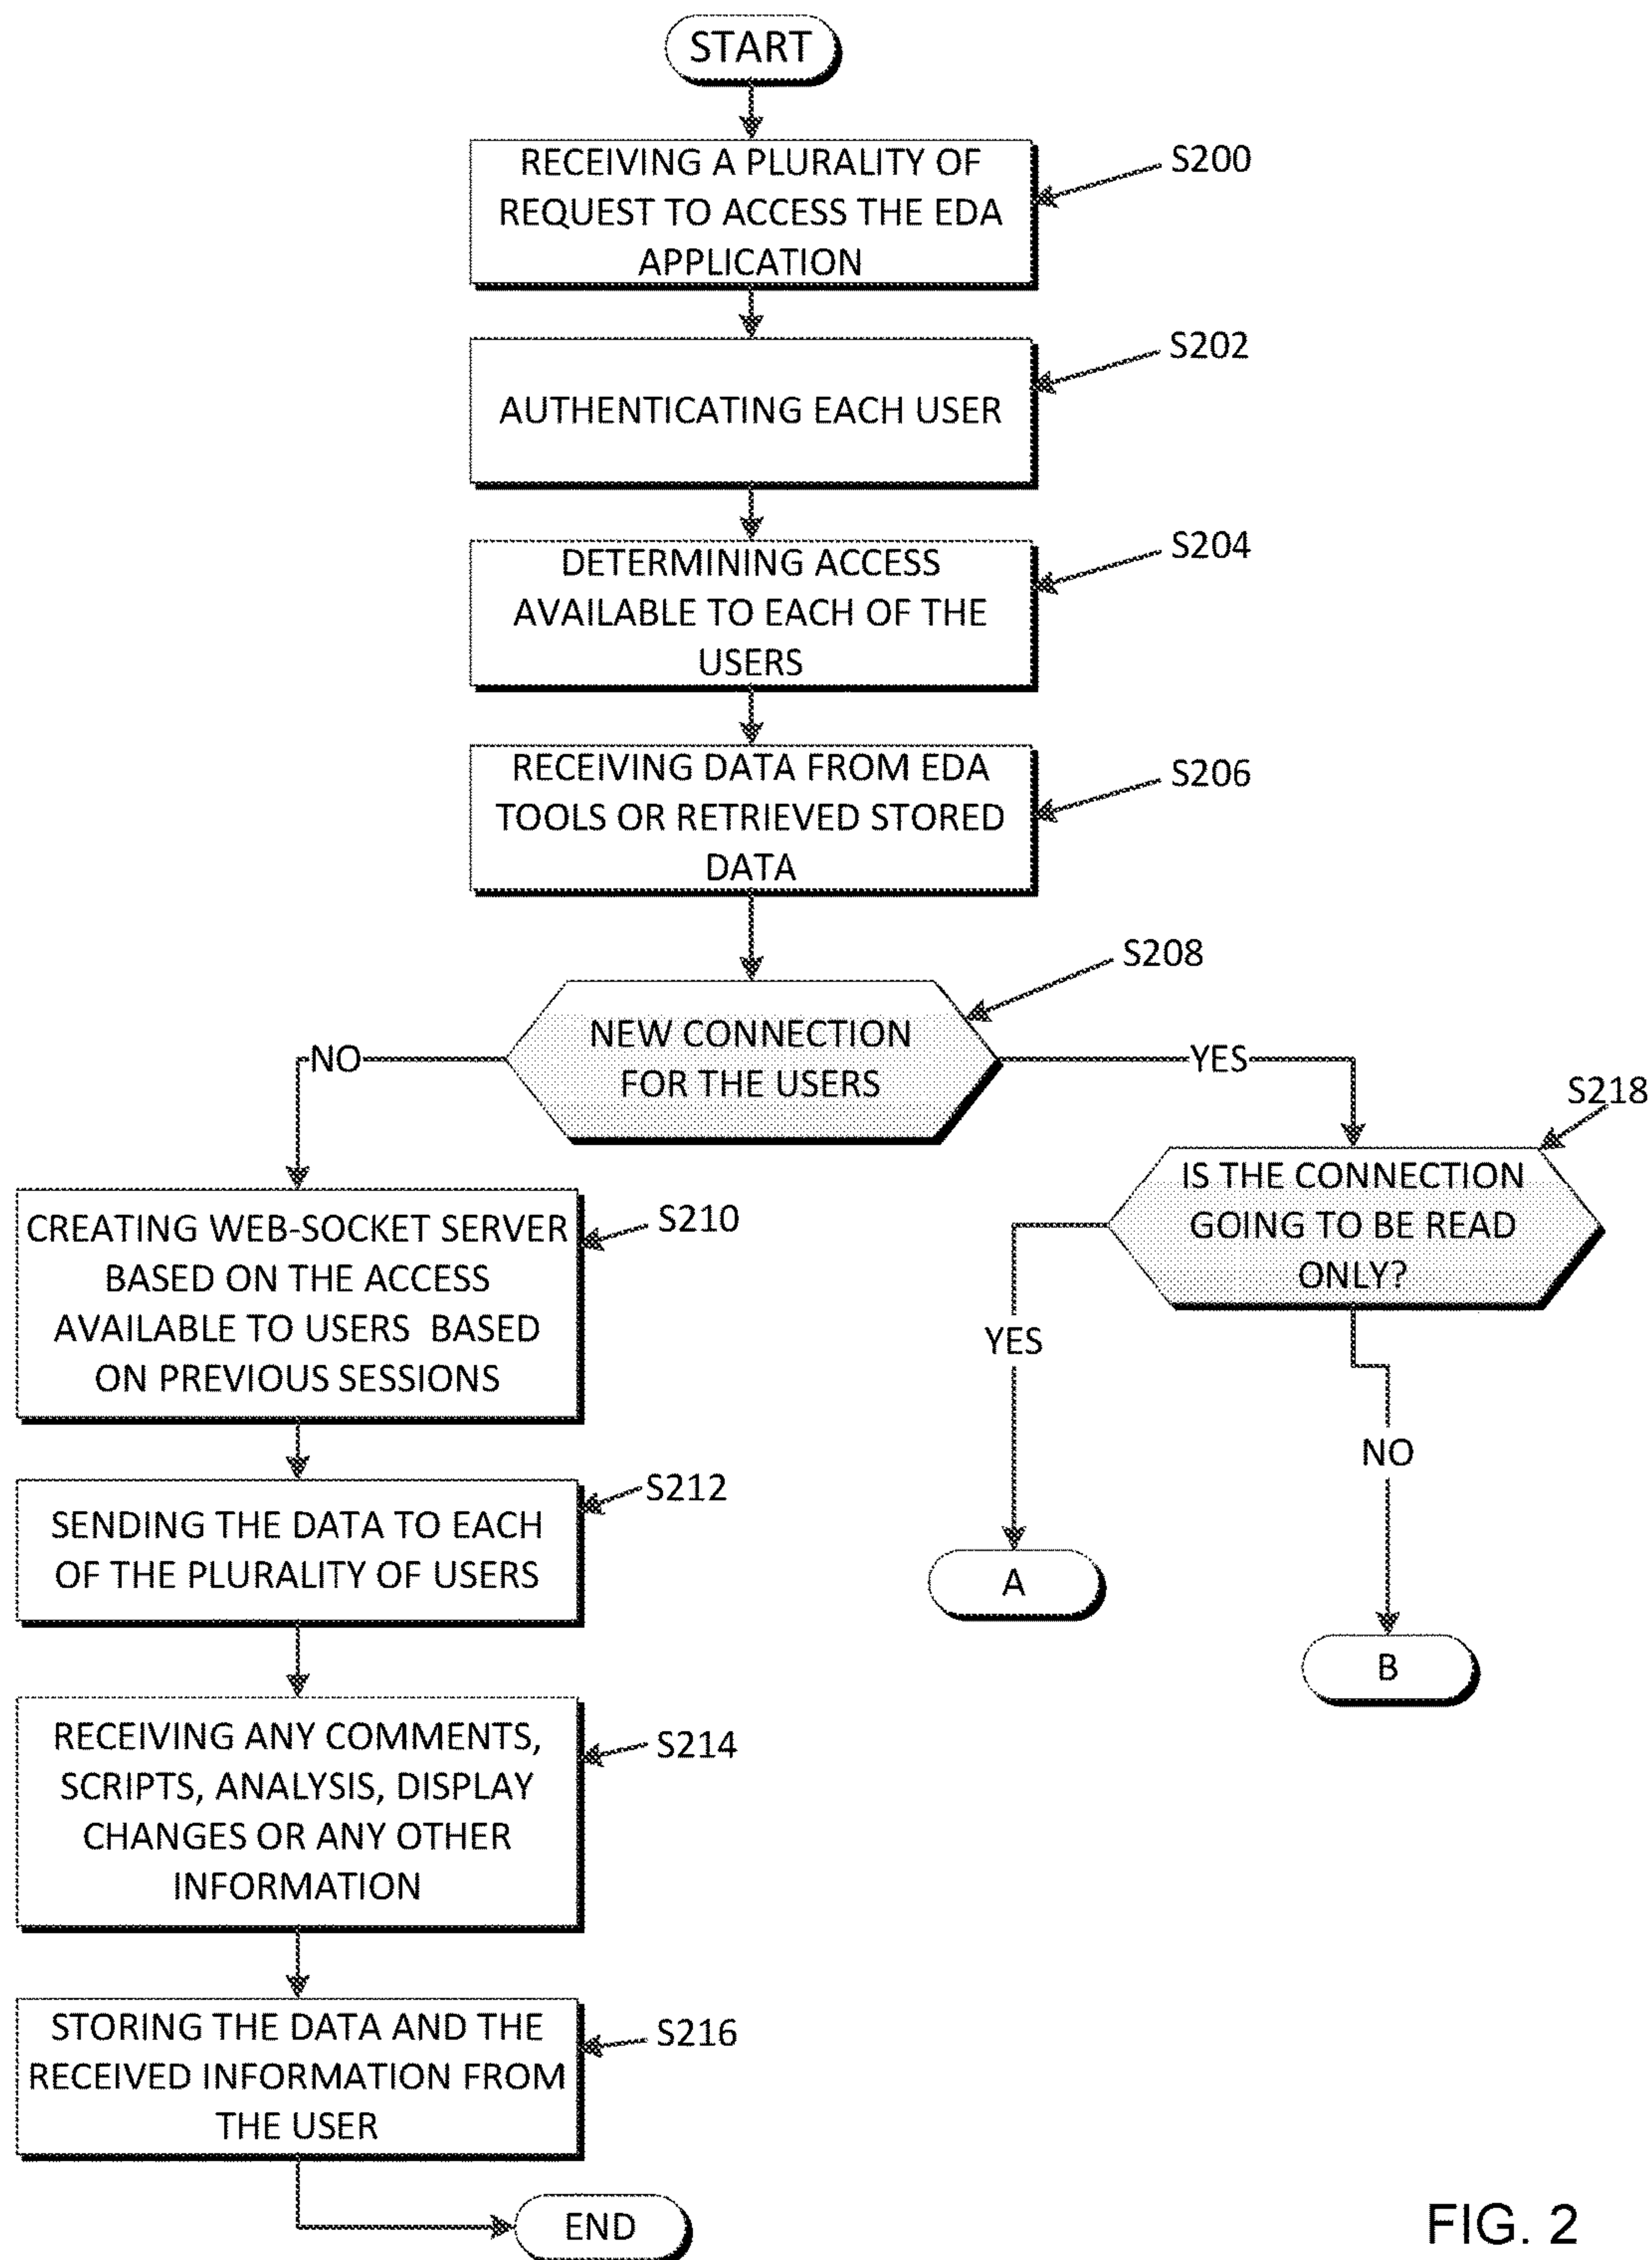 START
RECEIVING A PLURALITY OF
REQUEST TO ACCESS THE EDA
APPLICATION
S200
AUTHENTICATING EACH USER
S202
DETERMINING ACCESS
AVAILABLE TO EACH OF THE
USERS
S204
RECEIVING DATA FROM EDA
TOOLS OR RETRIEVED STORED
DATA
S206
NEW CONNECTION
FOR THE USERS
S208
NO
YES
CREATING WEB-SOCKET SERVER
BASED ON THE ACCESS
AVAILABLE TO USERS BASED
ON PREVIOUS SESSIONS
S210
SENDING THE DATA TO EACH
OF THE PLURALITY OF USERS
S212
RECEIVING ANY COMMENTS,
SCRIPTS, ANALYSIS, DISPLAY
CHANGES OR ANY OTHER
INFORMATION
S214
STORING THE DATA AND THE
RECEIVED INFORMATION FROM
THE USER
S216
END
S218
IS THE CONNECTION
GOING TO BE READ
ONLY?
YES
NO
A
B
FIG. 2